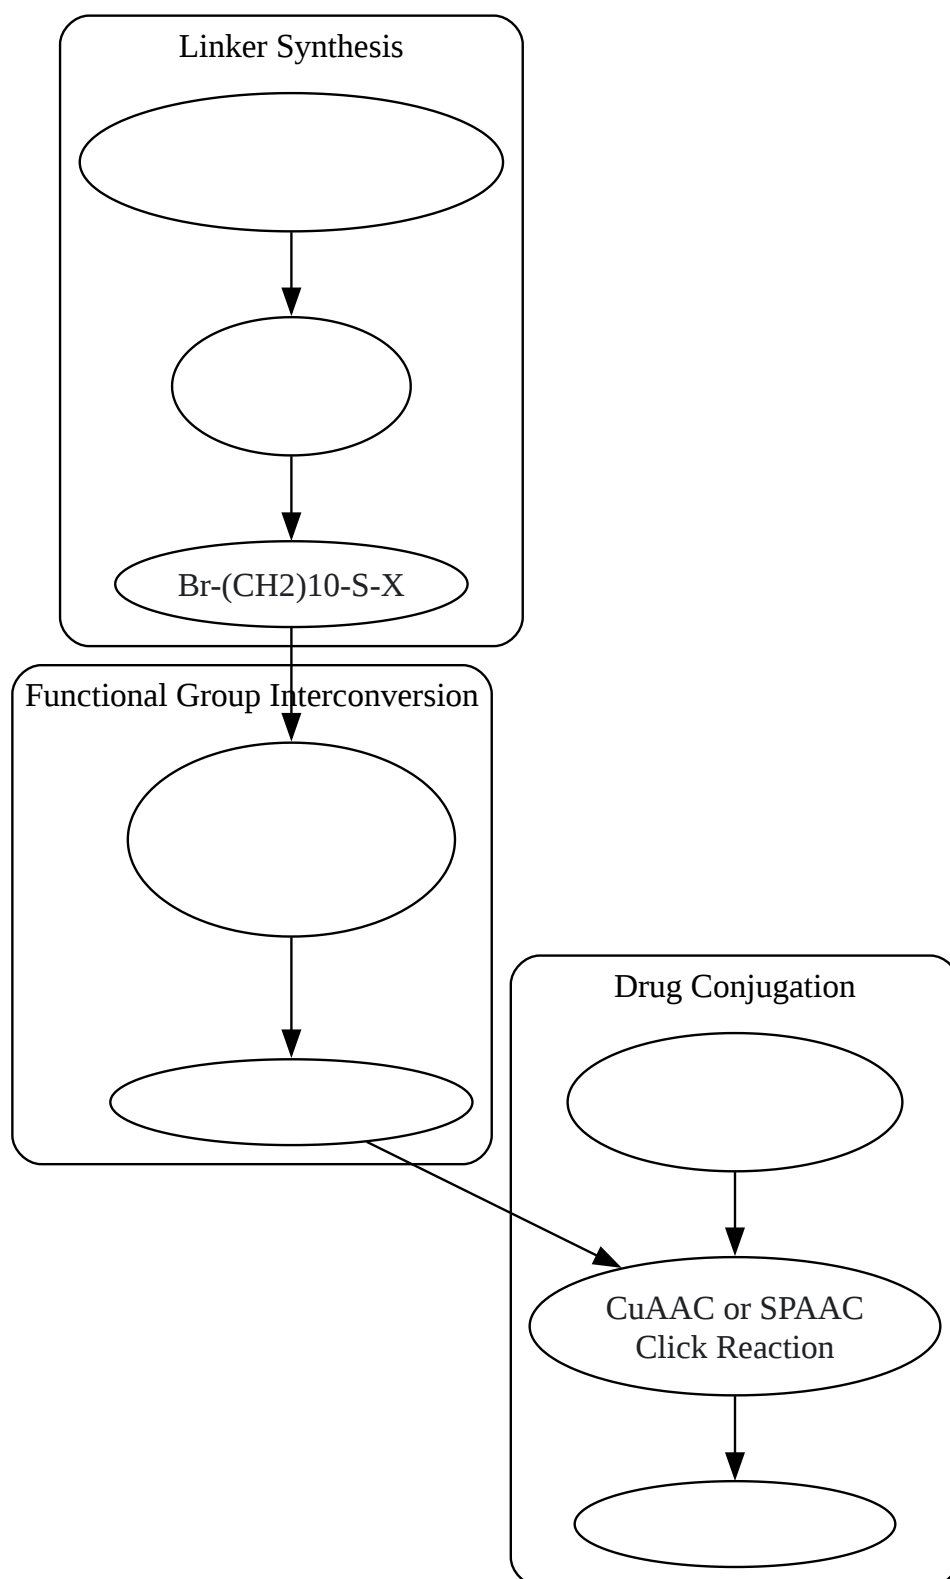 Linker Synthesis
Br-(CH2)10-S-X
Functional Group Interconversion
Drug Conjugation
CuAAC or SPAAC
Click Reaction